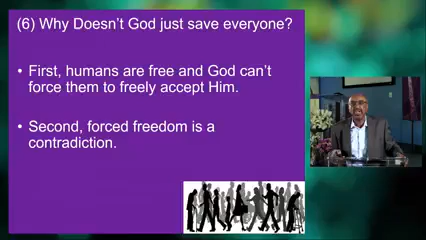 (6) Why Doesn't God just save everyone?
• First, humans are free and God can't
force them to freely accept Him.
• Second, forced freedom is a
contradiction.